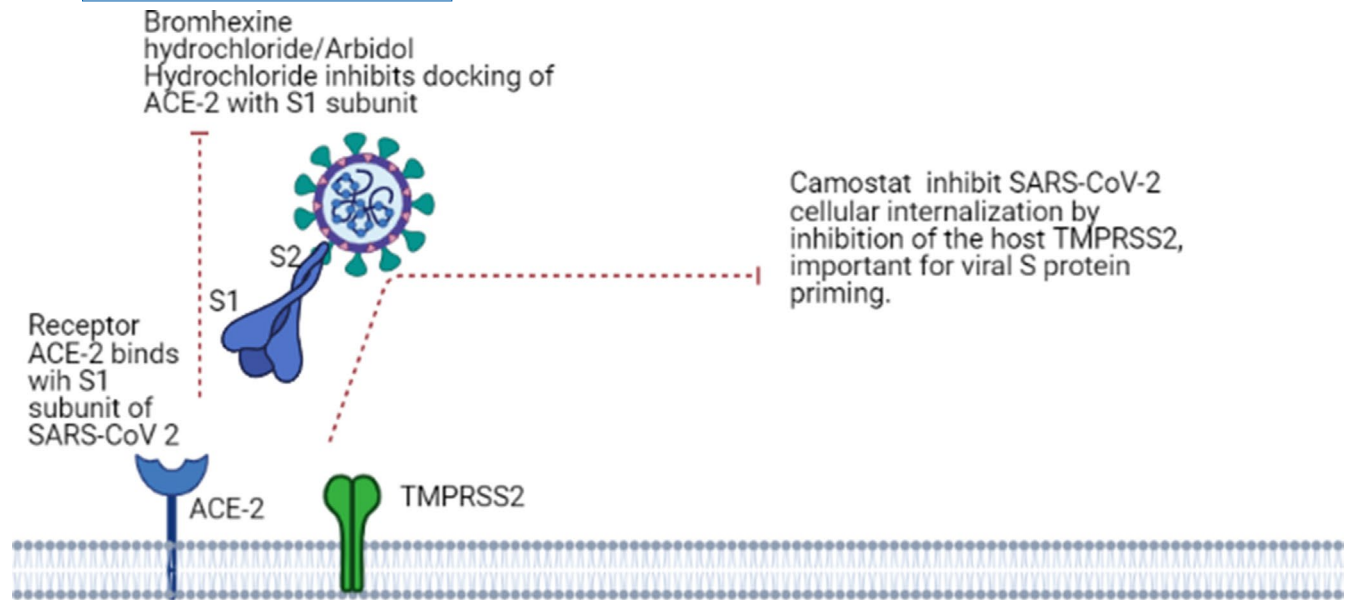 Bromhexine
hydrochloride/Arbidol
Hydrochloride inhibits docking of
ACE-2 with S1 subunit
Camostat inhibit SARS-CoV-2
cellular internalization by
inhibition of the host TMPRSS2,
important for viral S protein
priming.
S2
S1
Receptor
ACE-2 binds
wih S1
subunit of
SARS-CoV 2
ACE-2
TMPRSS2